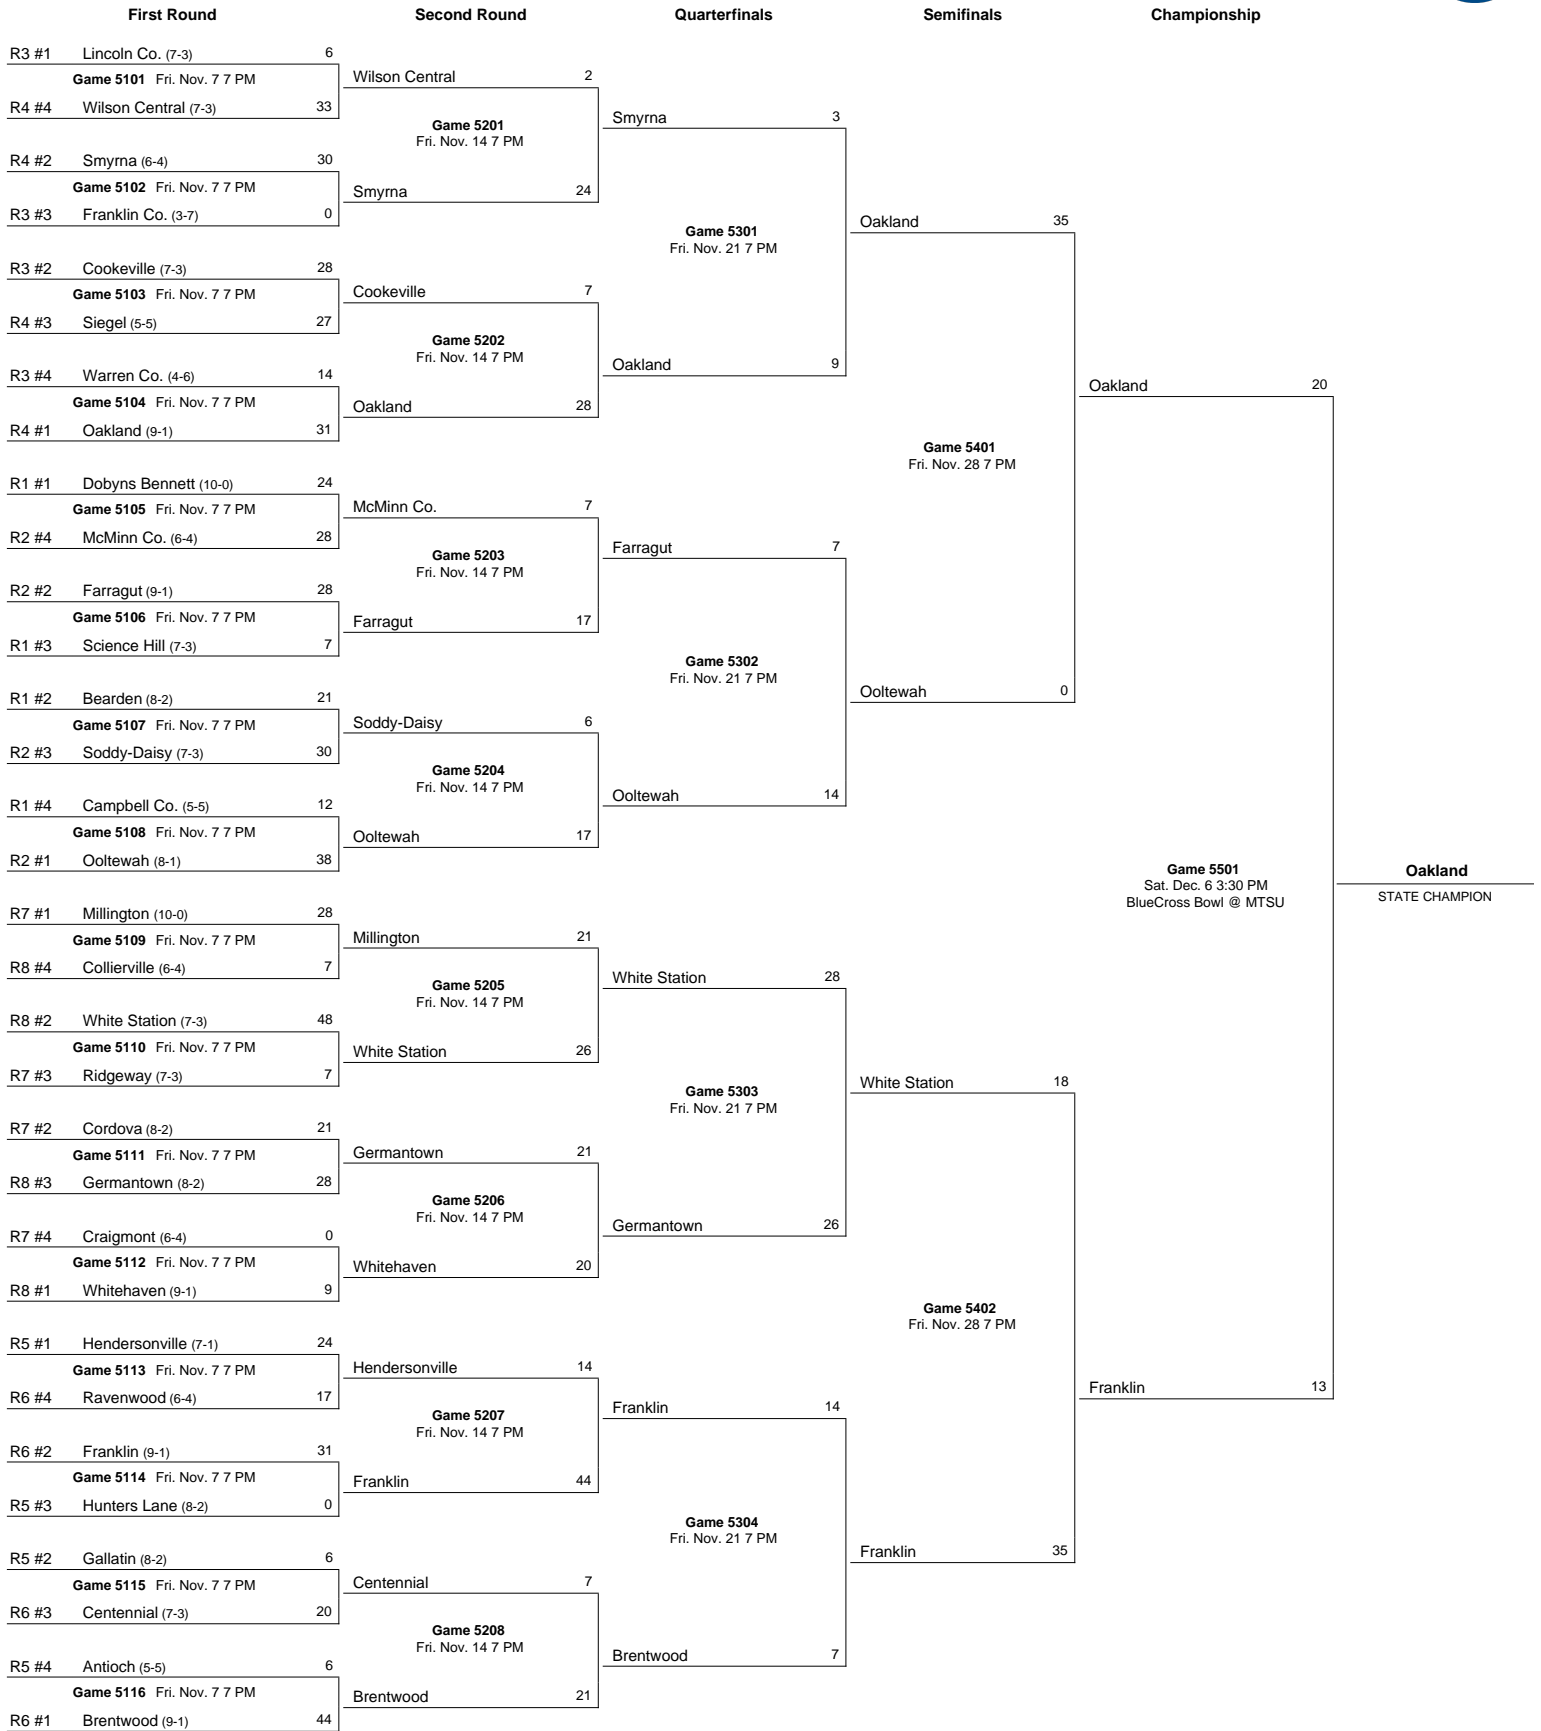 First Round Second Round Quarterfinals Semifinals Championship
R3 #1 Lincoln Co. (7-3) 6
Game 5101 Fri. Nov. 7 7 PM
R4 #4 Wilson Central (7-3) 33
R4 #2 Smyrna (6-4) 30
Game 5102 Fri. Nov. 7 7 PM
R3 #3 Franklin Co. (3-7) 0
R3 #2 Cookeville (7-3) 28
Game 5103 Fri. Nov. 7 7 PM
R4 #3 Siegel (5-5) 27
R3 #4 Warren Co. (4-6) 14
Game 5104 Fri. Nov. 7 7 PM
R4 #1 Oakland (9-1) 31
R1 #1 Dobyns Bennett (10-0) 24
Game 5105 Fri. Nov. 7 7 PM
R2 #4 McMinn Co. (6-4) 28
R2 #2 Farragut (9-1) 28
Game 5106 Fri. Nov. 7 7 PM
R1 #3 Science Hill (7-3) 7
R1 #2 Bearden (8-2) 21
Game 5107 Fri. Nov. 7 7 PM
R2 #3 Soddy-Daisy (7-3) 30
R1 #4 Campbell Co. (5-5) 12
Game 5108 Fri. Nov. 7 7 PM
R2 #1 Ooltewah (8-1) 38
R7 #1 Millington (10-0) 28
Game 5109 Fri. Nov. 7 7 PM
R8 #4 Collierville (6-4) 7
R8 #2 White Station (7-3) 48
Game 5110 Fri. Nov. 7 7 PM
R7 #3 Ridgeway (7-3) 7
R7 #2 Cordova (8-2) 21
Game 5111 Fri. Nov. 7 7 PM
R8 #3 Germantown (8-2) 28
R7 #4 Craigmont (6-4) 0
Game 5112 Fri. Nov. 7 7 PM
R8 #1 Whitehaven (9-1) 9
R5 #1 Hendersonville (7-1) 24
Game 5113 Fri. Nov. 7 7 PM
R6 #4 Ravenwood (6-4) 17
R6 #2 Franklin (9-1) 31
Game 5114 Fri. Nov. 7 7 PM
R5 #3 Hunters Lane (8-2) 0
R5 #2 Gallatin (8-2) 6
Game 5115 Fri. Nov. 7 7 PM
R6 #3 Centennial (7-3) 20
R5 #4 Antioch (5-5) 6
Game 5116 Fri. Nov. 7 7 PM
R6 #1 Brentwood (9-1) 44
Wilson Central 2
Game 5201
Fri. Nov. 14 7 PM
Smyrna 24
Cookeville 7
Game 5202
Fri. Nov. 14 7 PM
Oakland 28
McMinn Co. 7
Game 5203
Fri. Nov. 14 7 PM
Farragut 17
Soddy-Daisy 6
Game 5204
Fri. Nov. 14 7 PM
Ooltewah 17
Millington 21
Game 5205
Fri. Nov. 14 7 PM
White Station 26
Germantown 21
Game 5206
Fri. Nov. 14 7 PM
Whitehaven 20
Hendersonville 14
Game 5207
Fri. Nov. 14 7 PM
Franklin 44
Centennial 7
Game 5208
Fri. Nov. 14 7 PM
Brentwood 21
Smyrna 3
Game 5301
Fri. Nov. 21 7 PM
Oakland 9
Farragut 7
Game 5302
Fri. Nov. 21 7 PM
Ooltewah 14
White Station 28
Game 5303
Fri. Nov. 21 7 PM
Germantown 26
Franklin 14
Game 5304
Fri. Nov. 21 7 PM
Brentwood 7
Oakland 35
Game 5401
Fri. Nov. 28 7 PM
Ooltewah 0
White Station 18
Game 5402
Fri. Nov. 28 7 PM
Franklin 35
Oakland 20
Game 5501
Sat. Dec. 6 3:30 PM
BlueCross Bowl @ MTSU
Franklin 13
Oakland
STATE CHAMPION